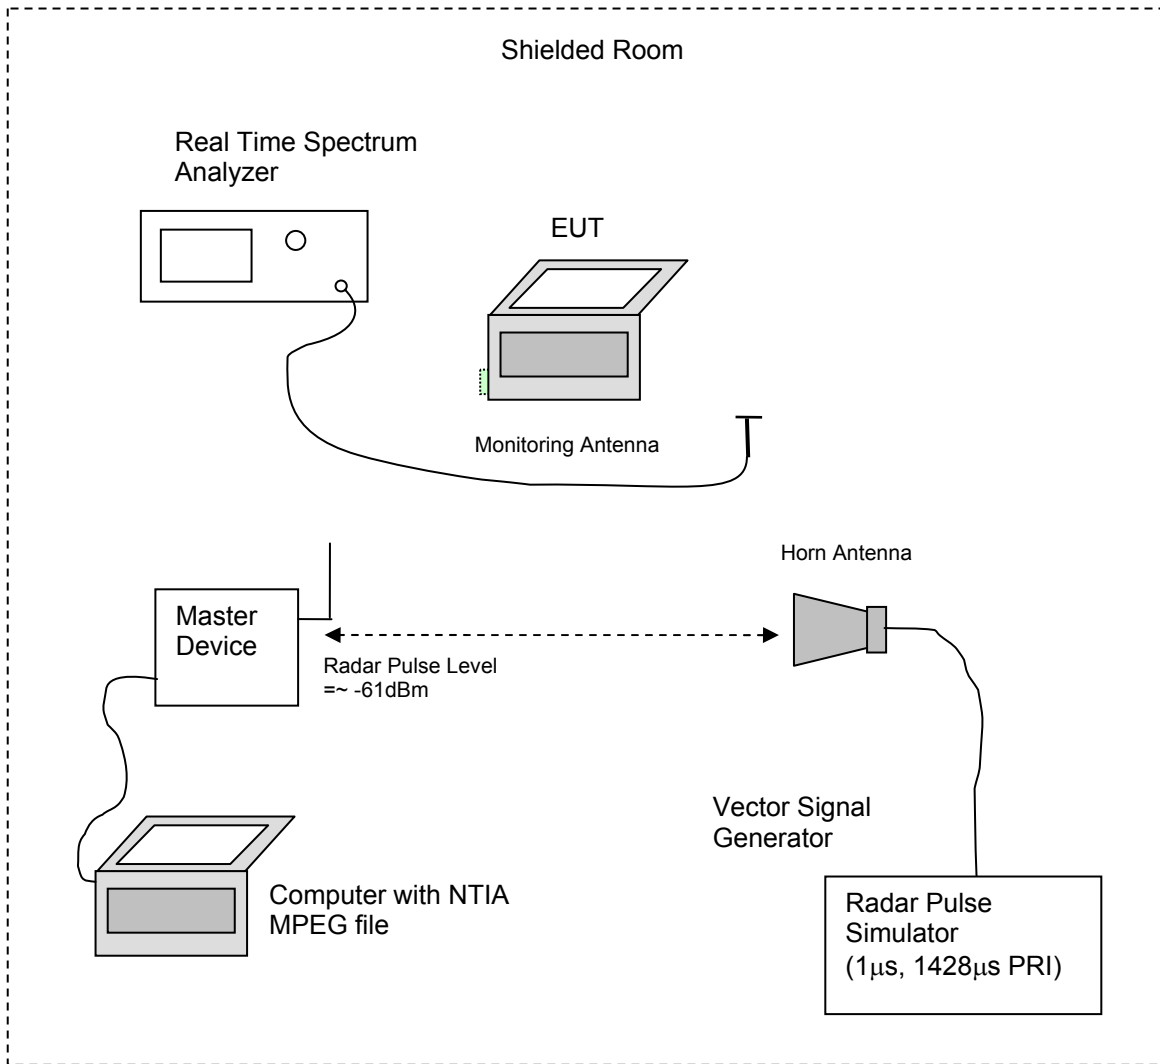 Shielded Room
Real Time Spectrum
Analyzer
EUT
Monitoring Antenna
Horn Antenna
Master
Device
Radar Pulse Level
=~ -61dBm
Vector Signal
Generator
Computer with NTIA
MPEG file
Radar Pulse
Simulator
(1μs, 1428μs PRI)